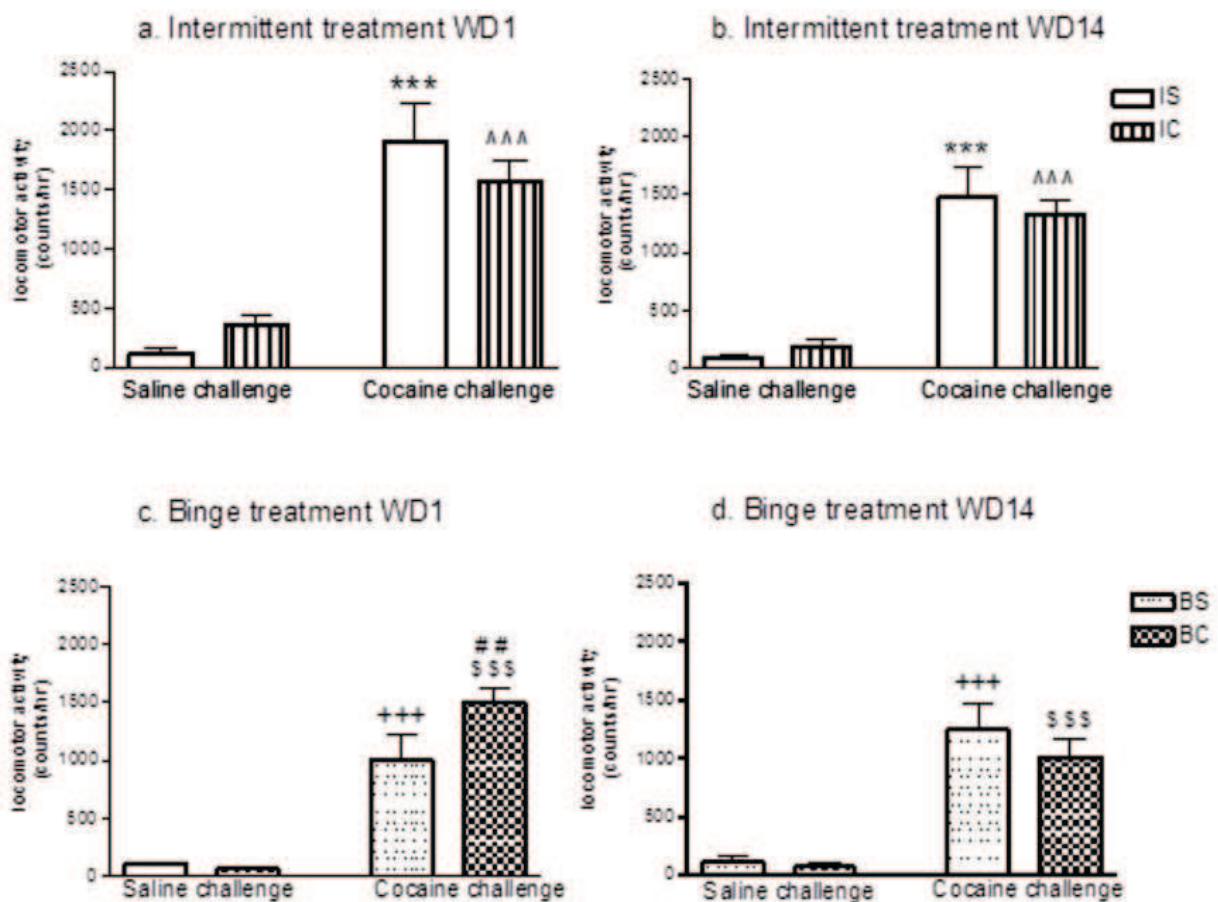 a. Intermittent treatment WD1
b. Intermittent treatment WD14
locomotor activity
(counts/hr)
2500
2000
1500
1000
500
0
***
^^^
Saline challenge
Cocaine challenge
locomotor activity
(counts/hr)
2500
2000
1500
1000
500
0
***
^^^
Saline challenge
Cocaine challenge
IS
IC
c. Binge treatment WD1
d. Binge treatment WD14
locomotor activity
(counts/hr)
2500
2000
1500
1000
500
0
+++
##
$$$
Saline challenge
Cocaine challenge
locomotor activity
(counts/hr)
2500
2000
1500
1000
500
0
+++
$$$
Saline challenge
Cocaine challenge
BS
BC